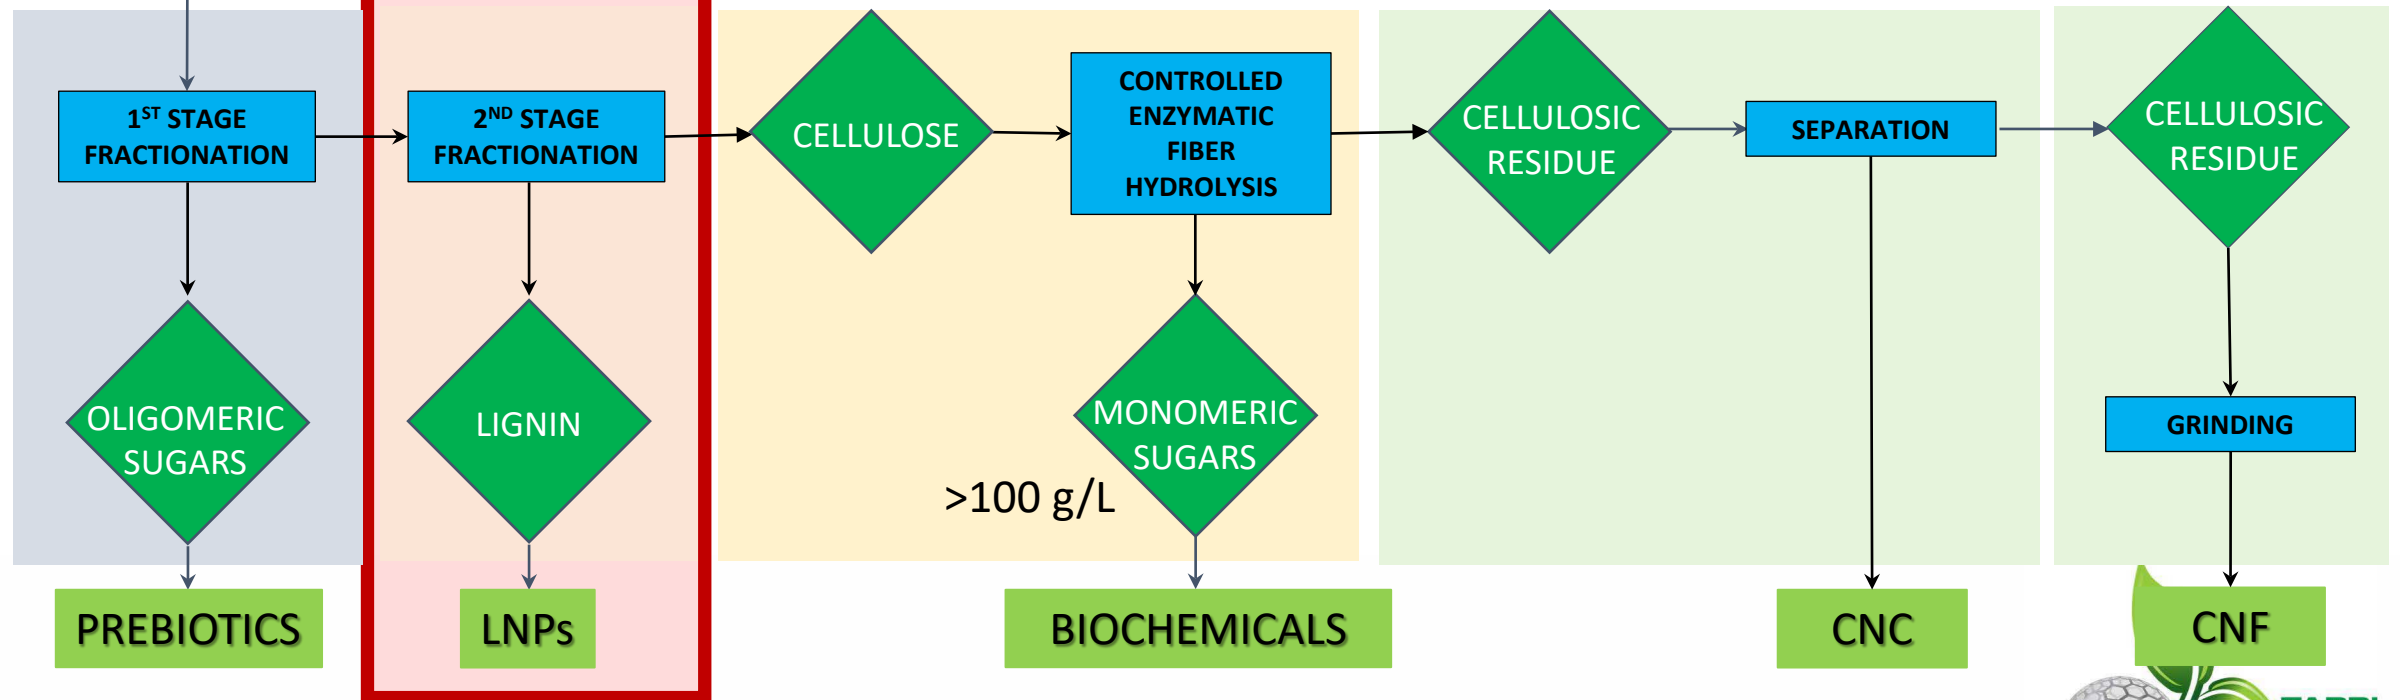 1ST STAGE
FRACTIONATION
2ND STAGE
FRACTIONATION
CELLULOSE
CONTROLLED
ENZYMATIC
FIBER
HYDROLYSIS
CELLULOSIC
RESIDUE
SEPARATION
CELLULOSIC
RESIDUE
OLIGOMERIC
SUGARS
LIGNIN
MONOMERIC
SUGARS
>100 g/L
GRINDING
PREBIOTICS
LNPs
BIOCHEMICALS
CNC
CNF